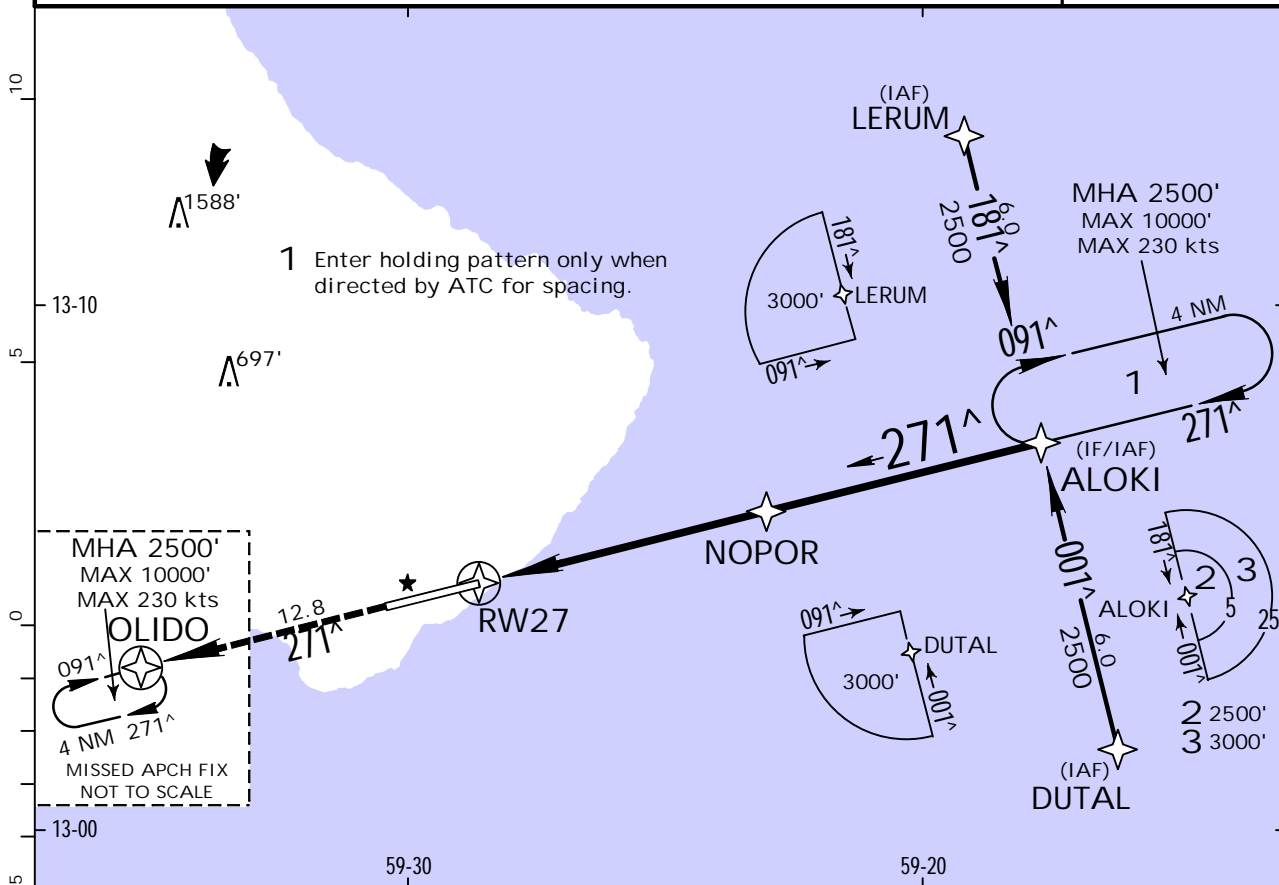 10
(IAF)
LERUM
6.0
181^
2500
MHA 2500'
MAX 10000'
MAX 230 kts
1588'
1 Enter holding pattern only when
directed by ATC for spacing.
181^
3000'
LERUM
091^
13-10
5
697'
091^
4 NM
1
271^
271^
(IF/IAF)
ALOKI
NOPOR
RW27
MHA 2500'
MAX 10000'
MAX 230 kts
OLIDO
12.8
271^
091^
4 NM 271^
MISSED APCH FIX
NOT TO SCALE
0
001^
6.0
2500
181^
2
3
ALOKI
5
25
001^
2 2500'
3 3000'
091^
DUTAL
3000'
001^
(IAF)
DUTAL
13-00
59-30
59-20
5